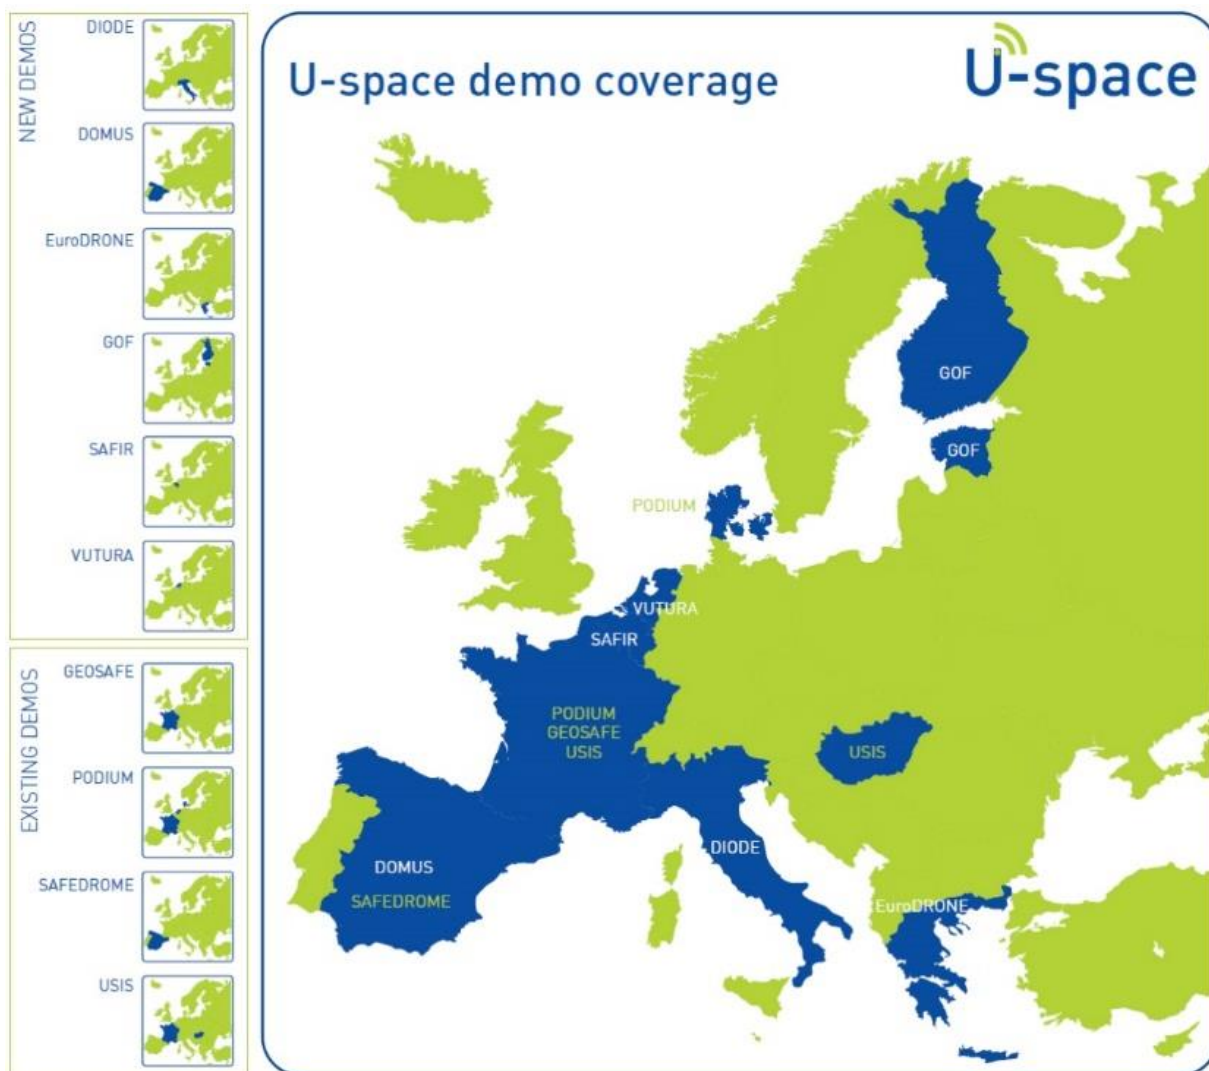 NEW DEMOS
DIODE
DOMUS
EuroDRONE
GOF
SAFIR
VUTURA
EXISTING DEMOS
GEOSAFE
PODIUM
SAFEDROME
USIS
U-space demo coverage
U-space
GOF
GOF
PODIUM
VUTURA
SAFIR
PODIUM
GEOSAFE
USIS
USIS
DIODE
DOMUS
SAFEDROME
EuroDRONE